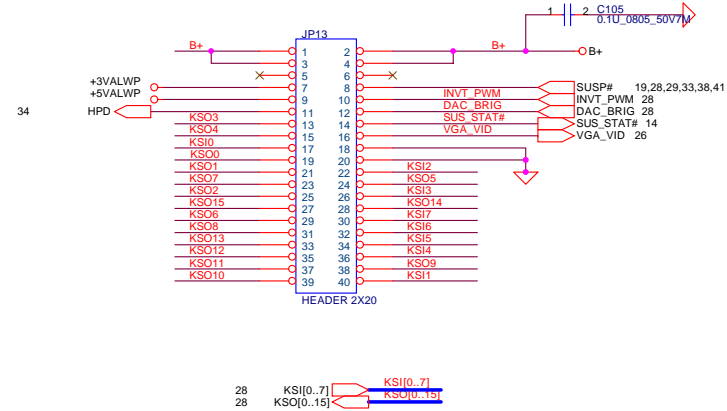 1 2 C105
0.1U_0805_50V7M
JP13
B+ 1 2 B+ B+
3 4
5 6
+3VALWP 7 8 SUSP# 19,28,29,33,38,41
+5VALWP 9 10 INVT_PWM INVT_PWM 28
34 HPD 11 12 DAC_BRIG DAC_BRIG 28
KSO3 13 14 SUS_STAT# SUS_STAT# 14
KSO4 15 16 VGA_VID VGA_VID 26
KSI0 17 18
KSO0 19 20
KSO1 21 22 KSI2
KSO7 23 24 KSO5
KSO2 25 26 KSI3
KSO15 27 28 KSO14
KSO6 29 30 KSI7
KSO8 31 32 KSI6
KSO13 33 34 KSI5
KSO12 35 36 KSI4
KSO11 37 38 KSO9
KSO10 39 40 KSI1
HEADER 2X20
28 KSI[0..7] KSI[0..7]
28 KSO[0..15] KSO[0..15]